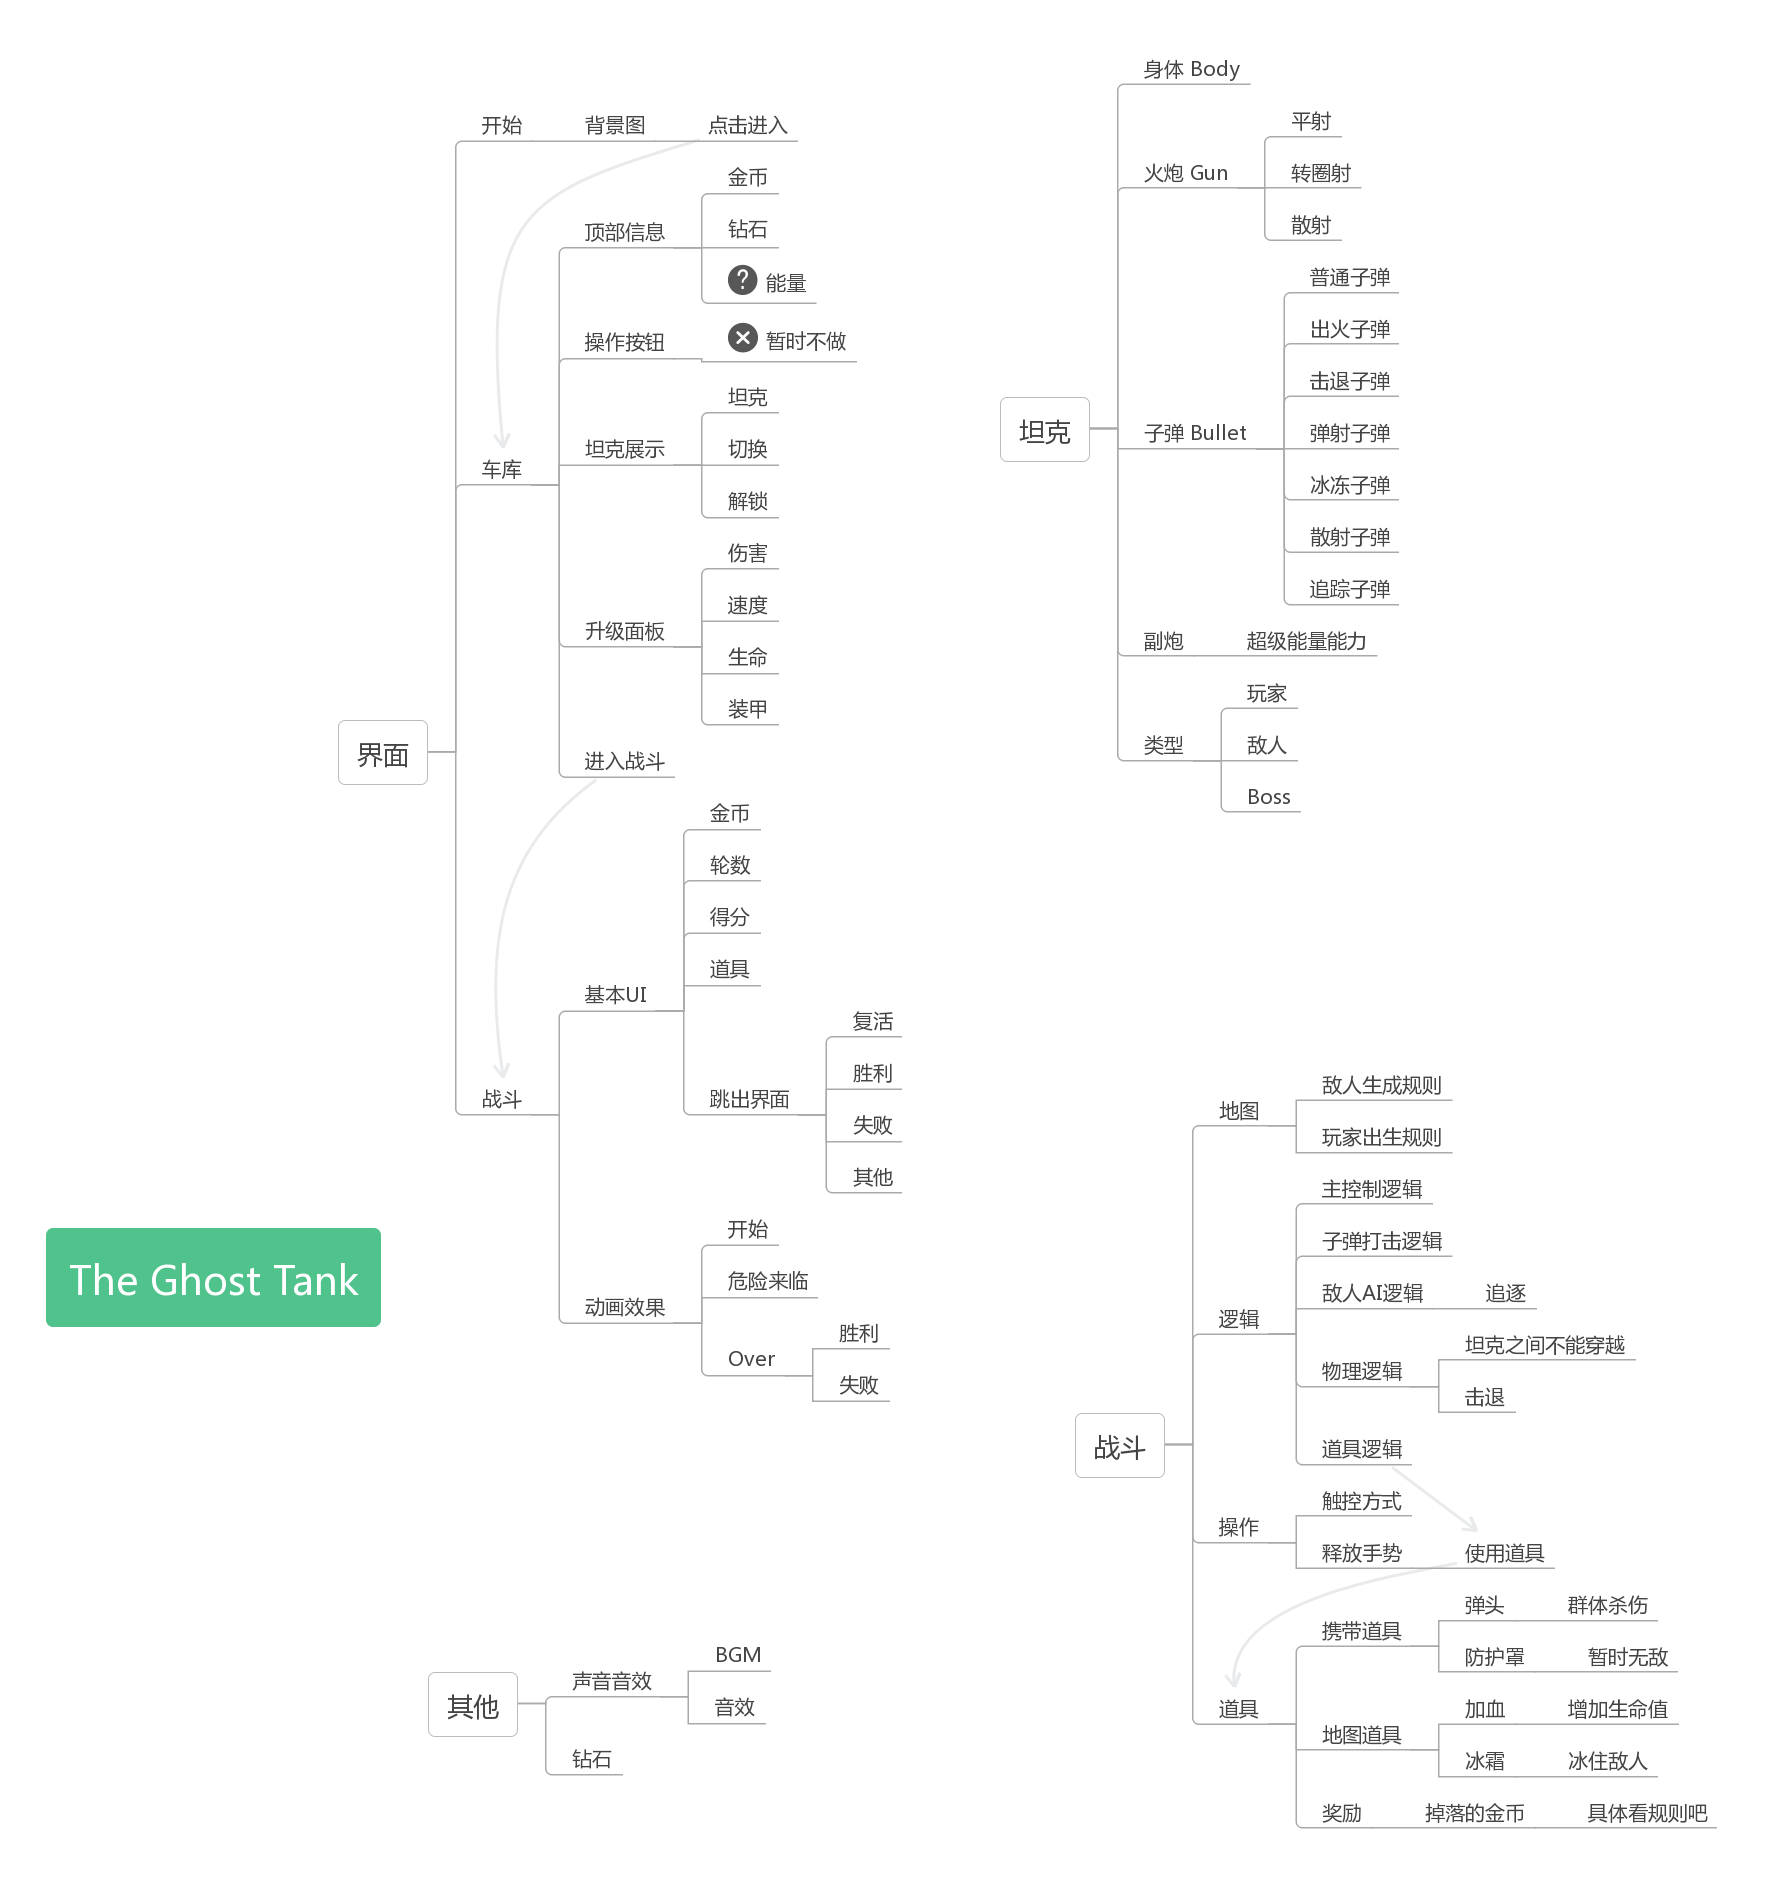 The Ghost Tank
界面
开始
背景图
点击进入
车库
顶部信息
金币
钻石
能量
操作按钮
暂时不做
坦克展示
坦克
切换
解锁
升级面板
伤害
速度
生命
装甲
进入战斗
战斗
基本UI
金币
轮数
得分
道具
跳出界面
复活
胜利
失败
其他
动画效果
开始
危险来临
Over
胜利
失败
坦克
身体 Body
火炮 Gun
平射
转圈射
散射
子弹 Bullet
普通子弹
出火子弹
击退子弹
弹射子弹
冰冻子弹
散射子弹
追踪子弹
副炮
超级能量能力
类型
玩家
敌人
Boss
战斗
地图
敌人生成规则
玩家出生规则
逻辑
主控制逻辑
子弹打击逻辑
敌人AI逻辑
追逐
物理逻辑
坦克之间不能穿越
击退
道具逻辑
操作
触控方式
释放手势
使用道具
道具
携带道具
弹头
群体杀伤
防护罩
暂时无敌
地图道具
加血
增加生命值
冰霜
冰住敌人
奖励
掉落的金币
具体看规则吧
其他
声音音效
BGM
音效
钻石